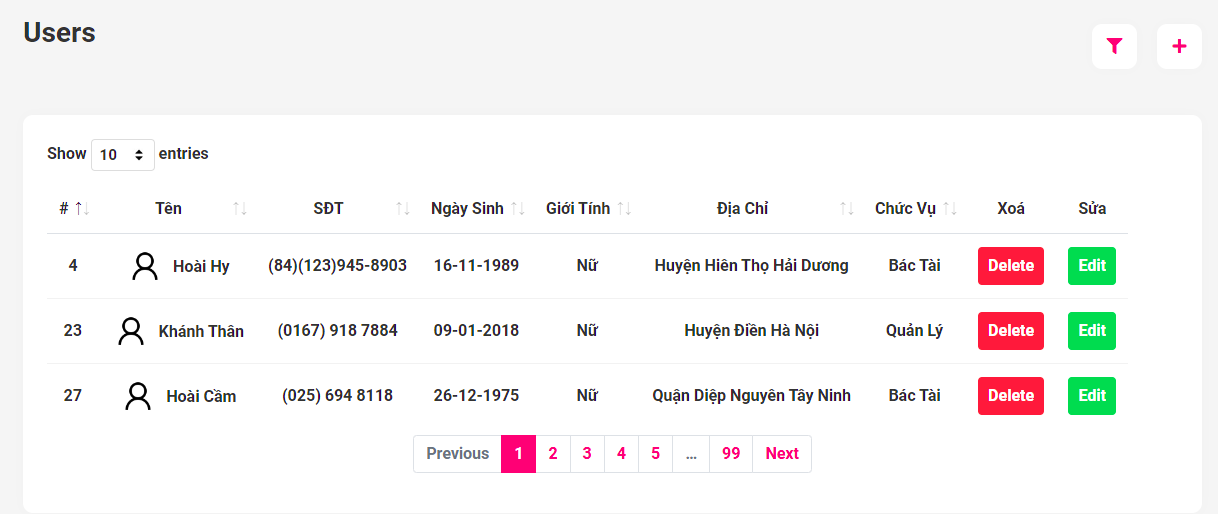 Users
Show 10 entries
# Tên SĐT Ngày Sinh Giới Tính Địa Chỉ Chức Vụ Xoá Sửa
4 Hoài Hy (84)(123)945-8903 16-11-1989 Nữ Huyện Hiên Thọ Hải Dương Bác Tài Delete Edit
23 Khánh Thân (0167) 918 7884 09-01-2018 Nữ Huyện Điền Hà Nội Quản Lý Delete Edit
27 Hoài Cầm (025) 694 8118 26-12-1975 Nữ Quận Diệp Nguyên Tây Ninh Bác Tài Delete Edit
Previous 1 2 3 4 5 … 99 Next